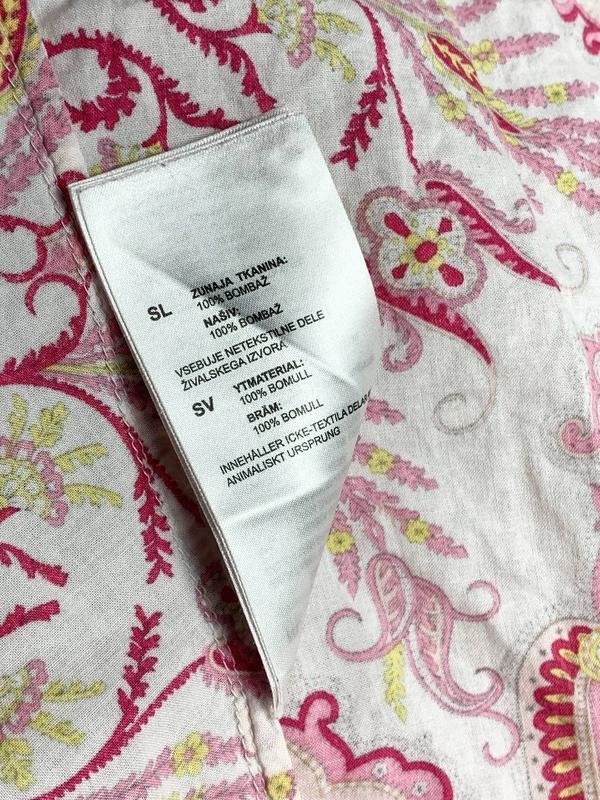 SL ZUNAJA TKANINA:
100% BOMBAŽ
NAŠIV:
100% BOMBAŽ
VSEBUJE NETEKSTILNE DELE
ŽIVALSKEGA IZVORA
SV YTMATERIAL:
100% BOMULL
BRÄM:
100% BOMULL
INNEHÅLLER ICKE-TEXTILA DELAR
ANIMALISKT URSPRUNG